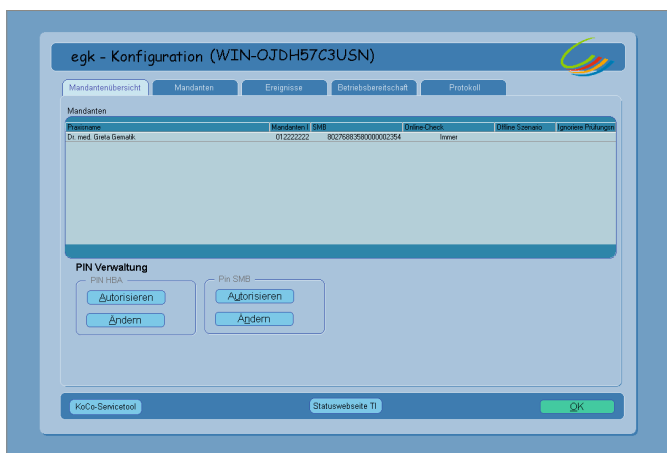 egk - Konfiguration (WIN-OJDH57C3USN)
Mandantenübersicht Mandanten Ereignisse Betriebsbereitschaft Protokoll
Mandanten
Praxisname Mandanten I SMB Online-Check Offline Szenario Ignoriere Prüfungsn
Dr. med. Greta Gematik 012222222 80276883580000002354 Immer
PIN Verwaltung
PIN HBA Pin SMB
Autorisieren Autorisieren
Ändern Ändern
KoCo-Servicetool Statuswebseite TI OK